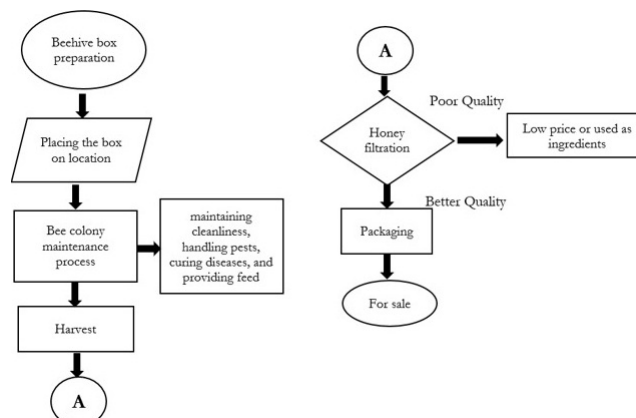 Beehive box
preparation
Placing the box
on location
Bee colony
maintenance
process
maintaining
cleanliness,
handling pests,
curing diseases, and
providing feed
Harvest
A
A
Honey
filtration
Poor Quality
Low price or used as
ingredients
Better Quality
Packaging
For sale